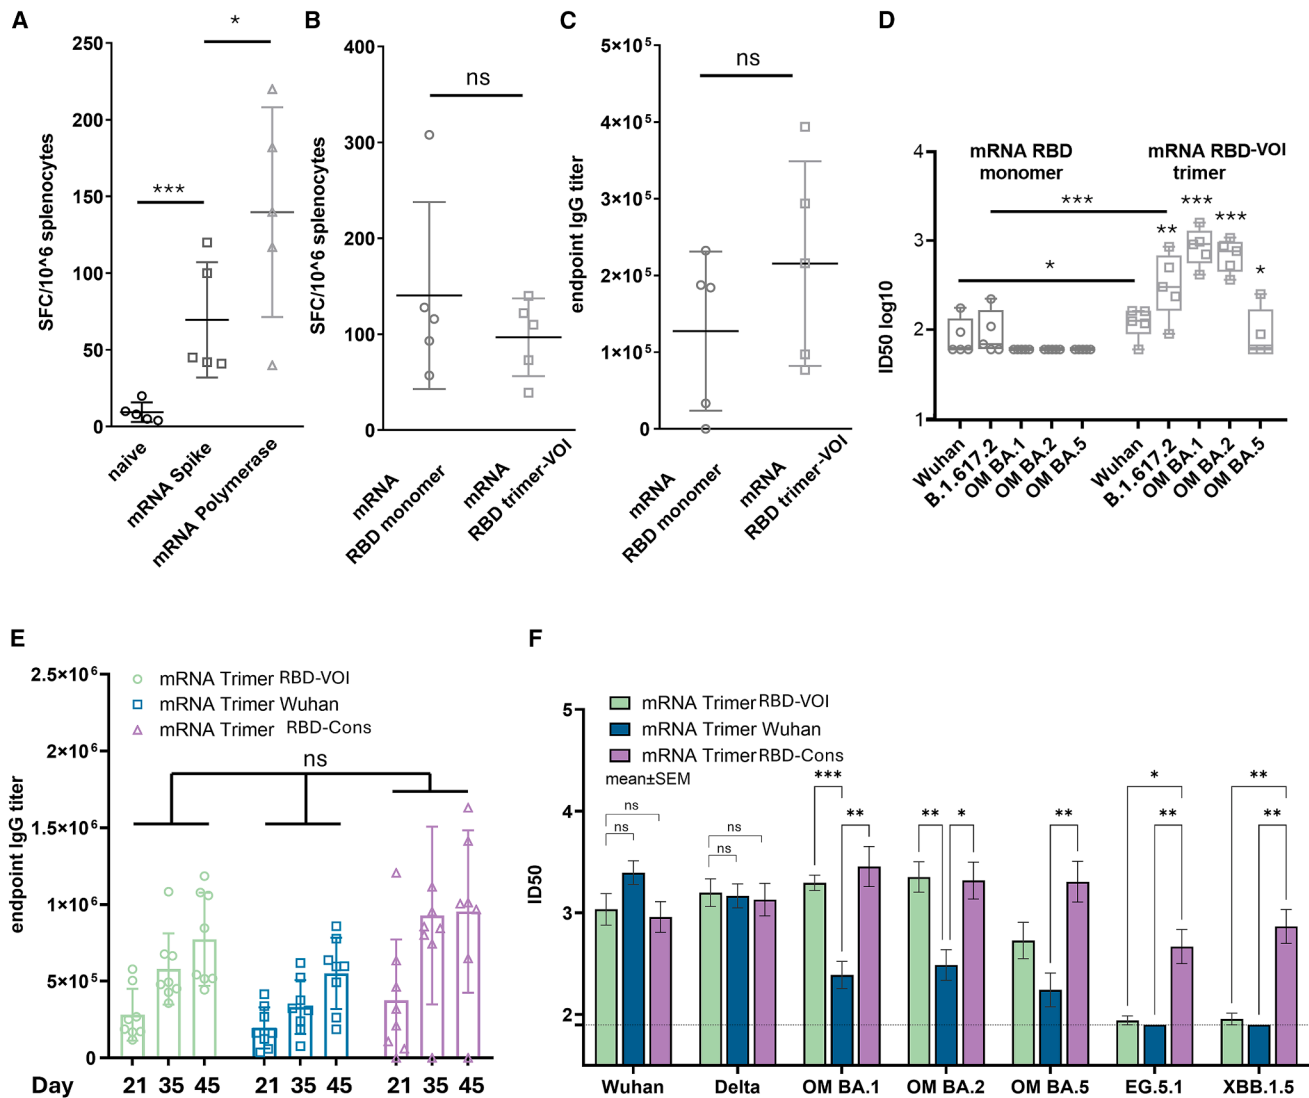 A
*
***
250
200
150
100
50
0
SFC/10^6 splenocytes
naive
mRNA Spike
mRNA Polymerase
B
ns
400
300
200
100
0
SFC/10^6 splenocytes
mRNA
RBD monomer
mRNA
RBD trimer-VOI
C
ns
5×10⁵
4×10⁵
3×10⁵
2×10⁵
1×10⁵
0
endpoint IgG titer
mRNA
RBD monomer
mRNA
RBD trimer-VOI
D
mRNA RBD
monomer
mRNA RBD-VOI
trimer
***
*
**
***
***
*
4
3
2
1
ID50 log10
Wuhan
B.1.617.2
OM BA.1
OM BA.2
OM BA.5
Wuhan
B.1.617.2
OM BA.1
OM BA.2
OM BA.5
E
mRNA Trimer RBD-VOI
mRNA Trimer Wuhan
mRNA Trimer RBD-Cons
ns
2.5×10⁶
2×10⁶
1.5×10⁶
1×10⁶
5×10⁵
0
endpoint IgG titer
Day 21 35 45 21 35 45 21 35 45
F
mRNA Trimer RBD-VOI
mRNA Trimer Wuhan
mRNA Trimer RBD-Cons
mean±SEM
ns
ns
ns
ns
***
**
**
*
**
*
**
**
**
5
4
3
2
ID50
Wuhan Delta OM BA.1 OM BA.2 OM BA.5 EG.5.1 XBB.1.5